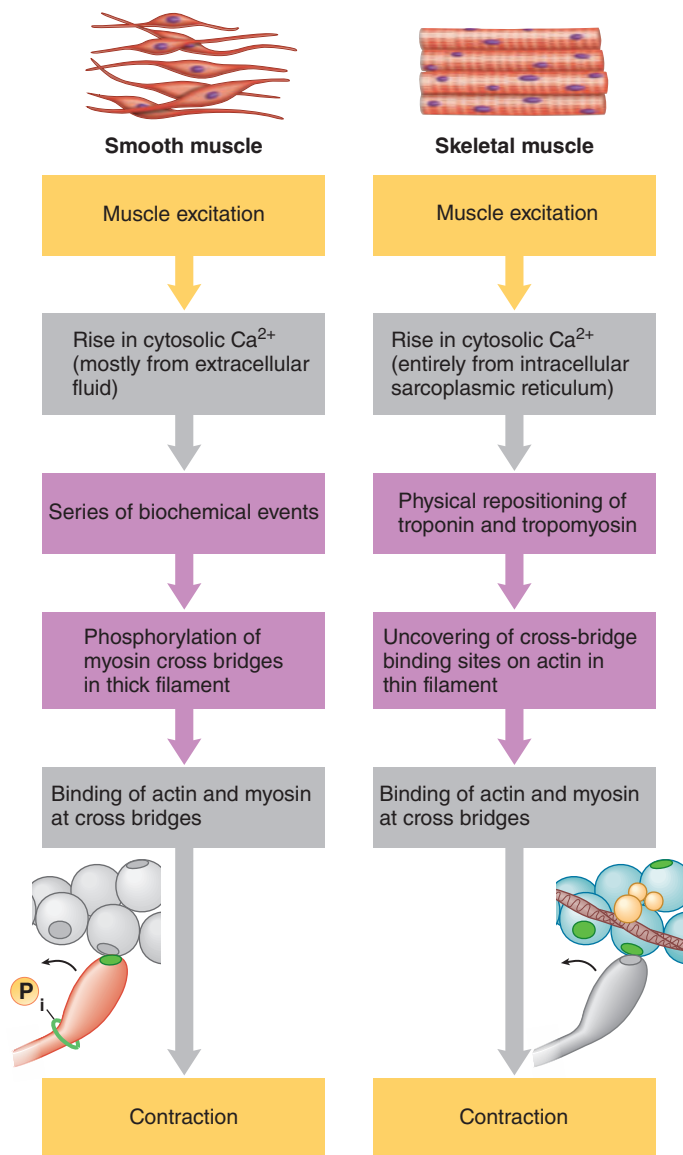 Smooth muscle
Muscle excitation
Rise in cytosolic Ca²⁺
(mostly from extracellular
fluid)
Series of biochemical events
Phosphorylation of
myosin cross bridges
in thick filament
Binding of actin and myosin
at cross bridges
P
i
Contraction
Skeletal muscle
Muscle excitation
Rise in cytosolic Ca²⁺
(entirely from intracellular
sarcoplasmic reticulum)
Physical repositioning of
troponin and tropomyosin
Uncovering of cross-bridge
binding sites on actin in
thin filament
Binding of actin and myosin
at cross bridges
Contraction